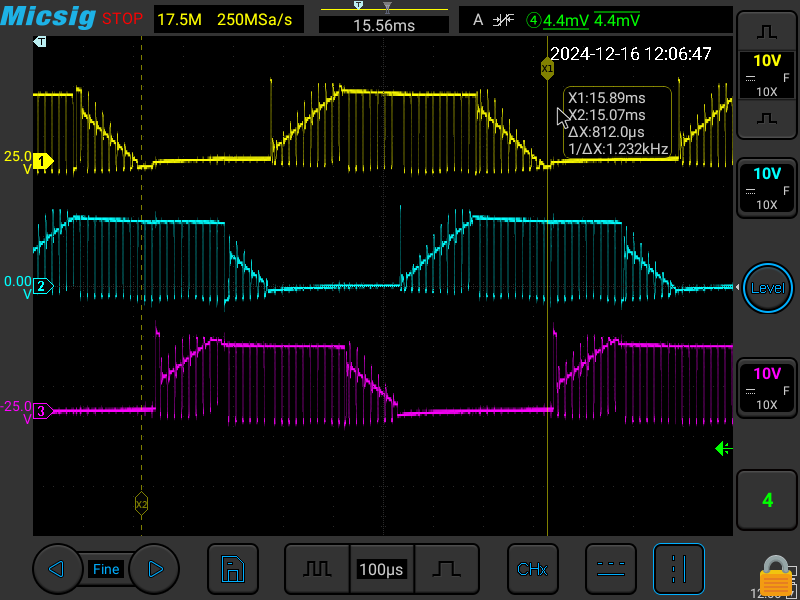 Micsig STOP 17.5M 250MSa/s 15.56ms A ④4.4mV 4.4mV
T
T
2024-12-16 12:06:47
X1
X1:15.89ms
X2:15.07ms
ΔX:812.0µs
1/ΔX:1.232kHz
25.0
V
1
0.00
V
2
-25.0
V
3
X2
10V
F
10X
10V
F
10X
Level
10V
F
10X
4
Fine
100µs
CHx